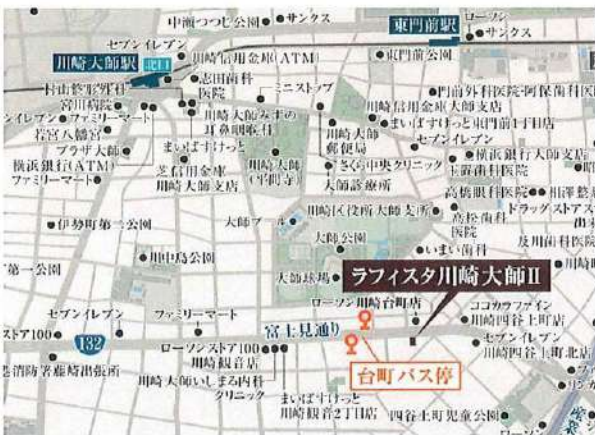 中瀬つつじ公園
サンクス
東門前駅
ローソン
サンクス
セブンイレブン
川崎信用金庫(ATM)
川崎大師駅
北口
東門前公園
志田歯科
医院
ミニストップ
村山整形外科
宮川病院
ファミリーマート
若宮八幡宮
川崎大師みずの
耳鼻咽喉科
門前外科医院
阿保歯科医院
川崎信用金庫大師支店
まいばすけっと東門前1丁目店
川崎大師
郵便局
セブンイレブン
プラザ大師
まいばすけっと
横浜銀行(ATM)
ファミリーマート
芝信用金庫
川崎大師支店
川崎大師
(平間寺)
さくら中央クリニック
大師診療所
横浜銀行大師支店
玉置歯科医院
高橋眼科医院
相澤整
ドラッグストアス
伊勢町第一公園
大師プール
川崎区役所大師支所
高松歯科
医院
大師公園
いまい歯科
及川歯科医院
川中島公園
第一公園
大師球場
ラフィスタ川崎大師II
ローソン川崎台町店
ココカラファイン
川崎四谷上町店
セブンイレブン
ファミリーマート
富士見通り
ストア100
132
ローソンストア100
川崎観音店
セブンイレブン
川崎四谷上町北店
台町バス停
消防署藤崎出張所
川崎大師いしまる内科
クリニック
まいばすけっと
川崎観音2丁目店
四谷上町児童公園
ローソン